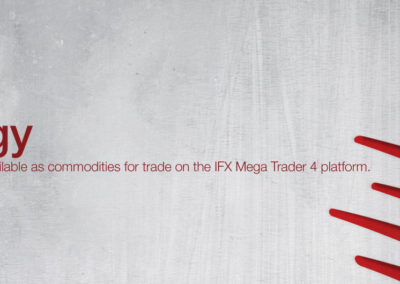 gy
ilable as commodities for trade on the IFX Mega Trader 4 platform.